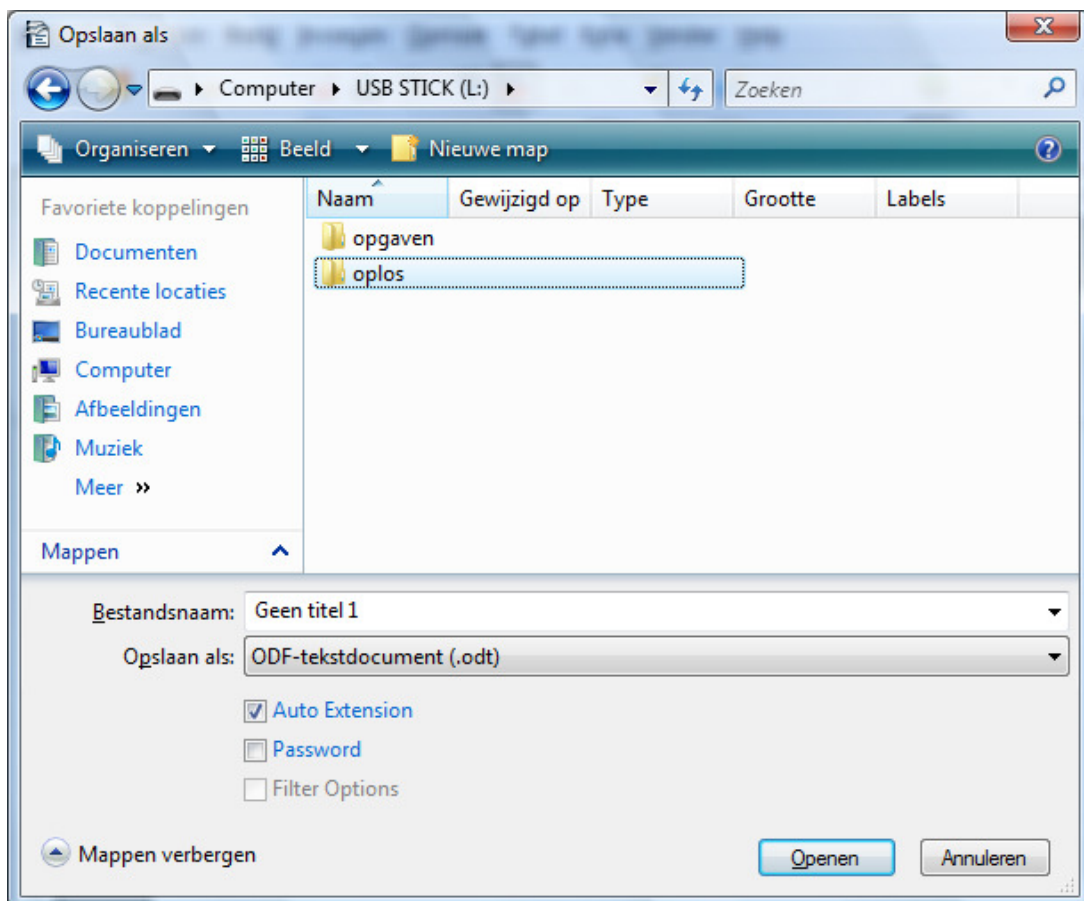 Opslaan als
Computer USB STICK (L:) Zoeken
Organiseren Beeld Nieuwe map
Favoriete koppelingen
Documenten
Recente locaties
Bureaublad
Computer
Afbeeldingen
Muziek
Meer »
Mappen
Naam Gewijzigd op Type Grootte Labels
opgaven
oplos
Bestandsnaam: Geen titel 1
Opslaan als: ODF-tekstdocument (.odt)
Auto Extension
Password
Filter Options
Mappen verbergen Openen Annuleren